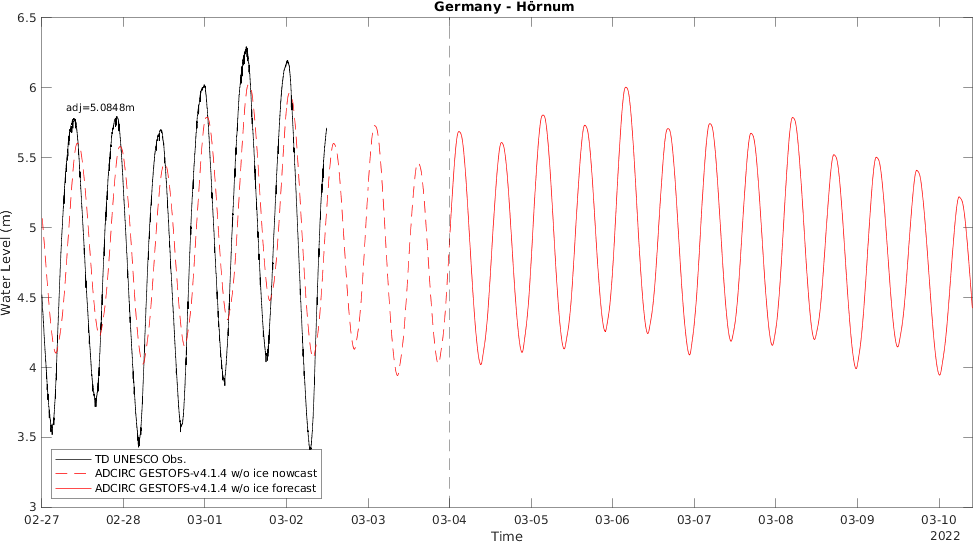 Germany - Hörnum
6.5
6
5.5
5
4.5
4
3.5
3
Water Level (m)
adj=5.0848m
TD UNESCO Obs.
ADCIRC GESTOFS-v4.1.4 w/o ice nowcast
ADCIRC GESTOFS-v4.1.4 w/o ice forecast
02-27 02-28 03-01 03-02 03-03 03-04 03-05 03-06 03-07 03-08 03-09 03-10
2022
Time